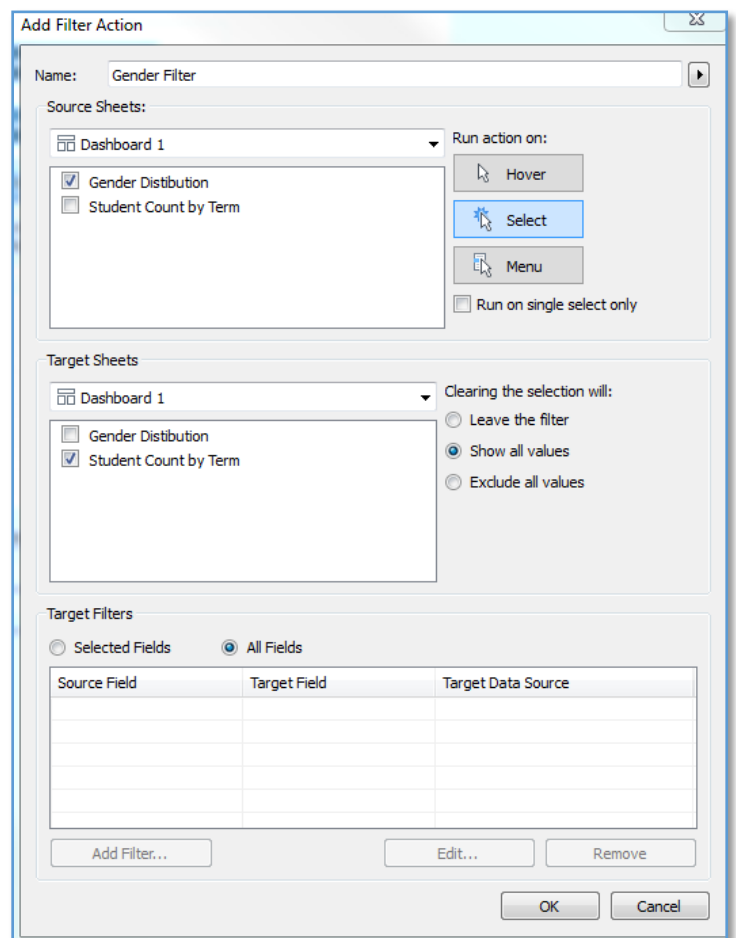 Add Filter Action
Name: Gender Filter
Source Sheets:
Dashboard 1
Run action on:
Gender Distibution
Student Count by Term
Hover
Select
Menu
Run on single select only
Target Sheets
Dashboard 1
Clearing the selection will:
Gender Distibution
Student Count by Term
Leave the filter
Show all values
Exclude all values
Target Filters
Selected Fields All Fields
Source Field Target Field Target Data Source
Add Filter... Edit... Remove
OK Cancel